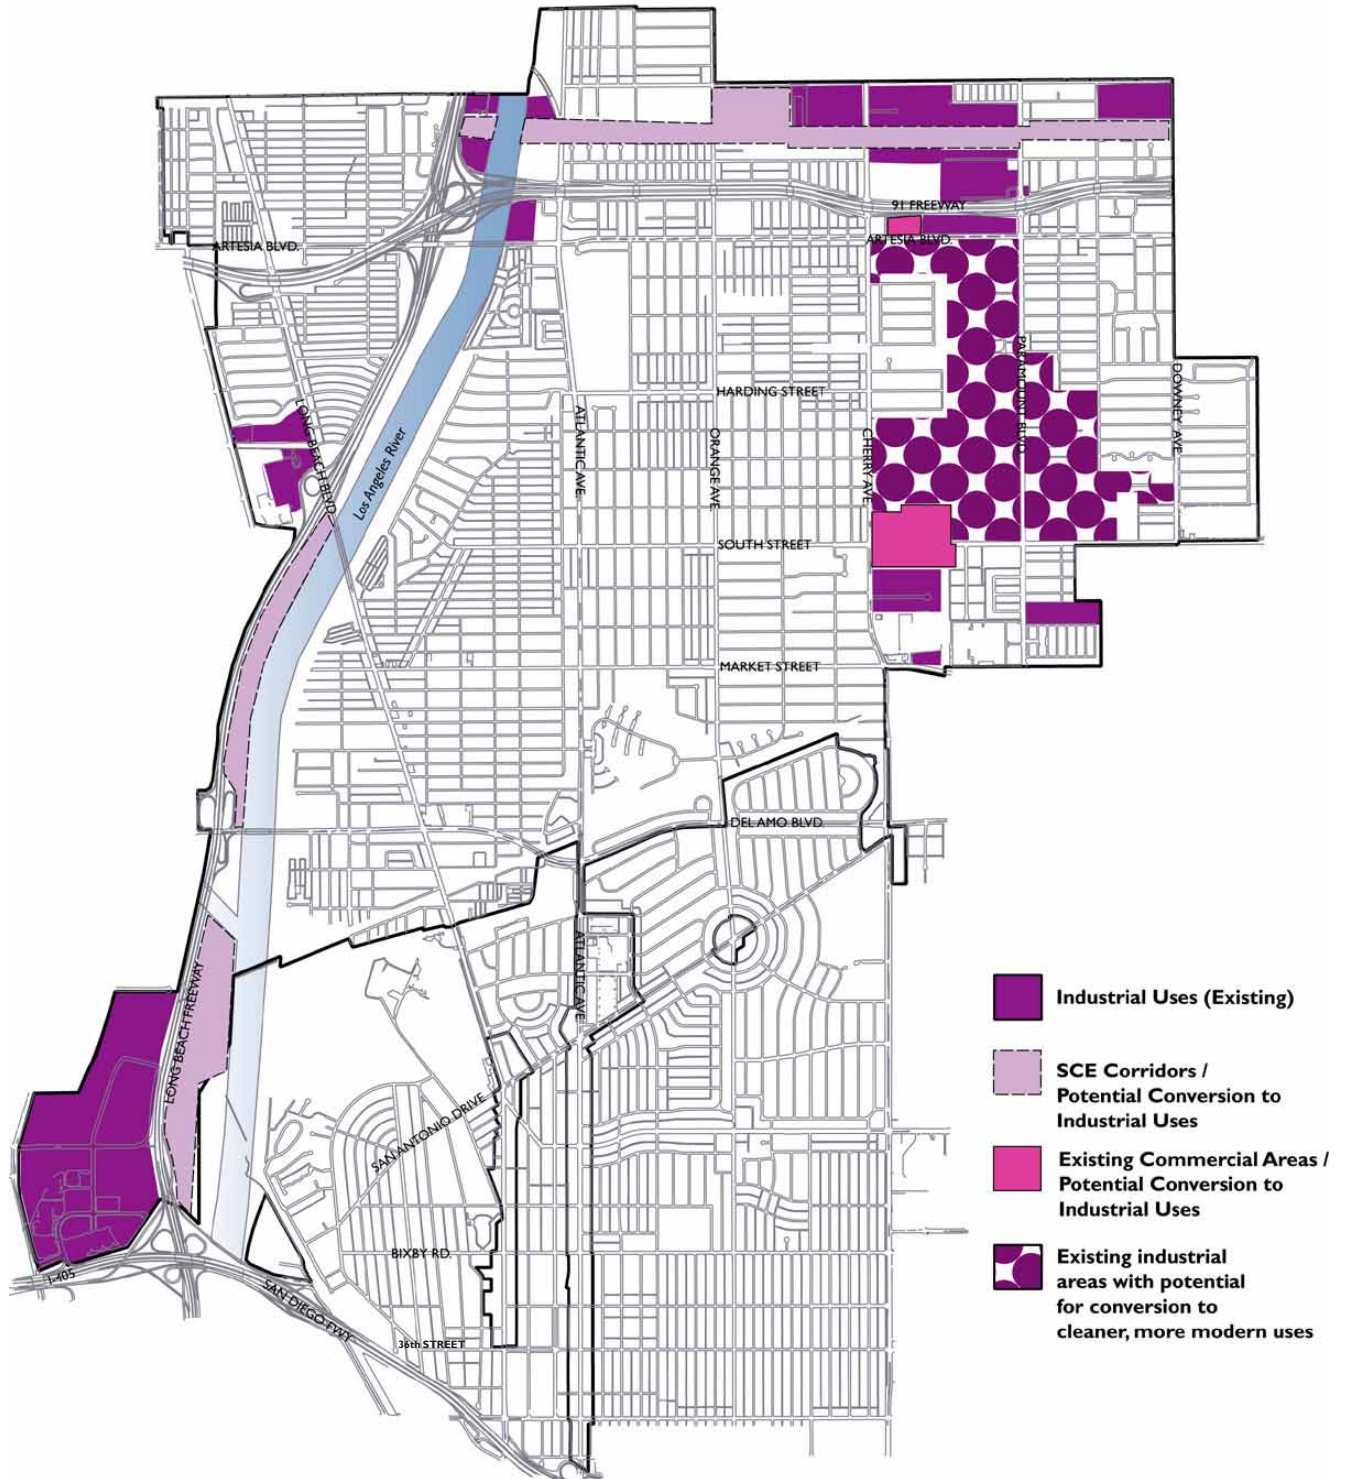 91 FREEWAY
ARTESIA BLVD.
ARTESIA BLVD.
PARAMOUNT BLVD.
DOWNEY AVE.
HARDING STREET
LONG BEACH BLVD.
Los Angeles River
ATLANTIC AVE.
ORANGE AVE.
CHERRY AVE.
SOUTH STREET
MARKET STREET
DEL AMO BLVD.
ATLANTIC AVE.
LONG BEACH FREEWAY
SAN ANTONIO DRIVE
BIXBY RD.
I-405
SAN DIEGO FWY
36th STREET
Industrial Uses (Existing)
SCE Corridors /
Potential Conversion to
Industrial Uses
Existing Commercial Areas /
Potential Conversion to
Industrial Uses
Existing industrial
areas with potential
for conversion to
cleaner, more modern uses